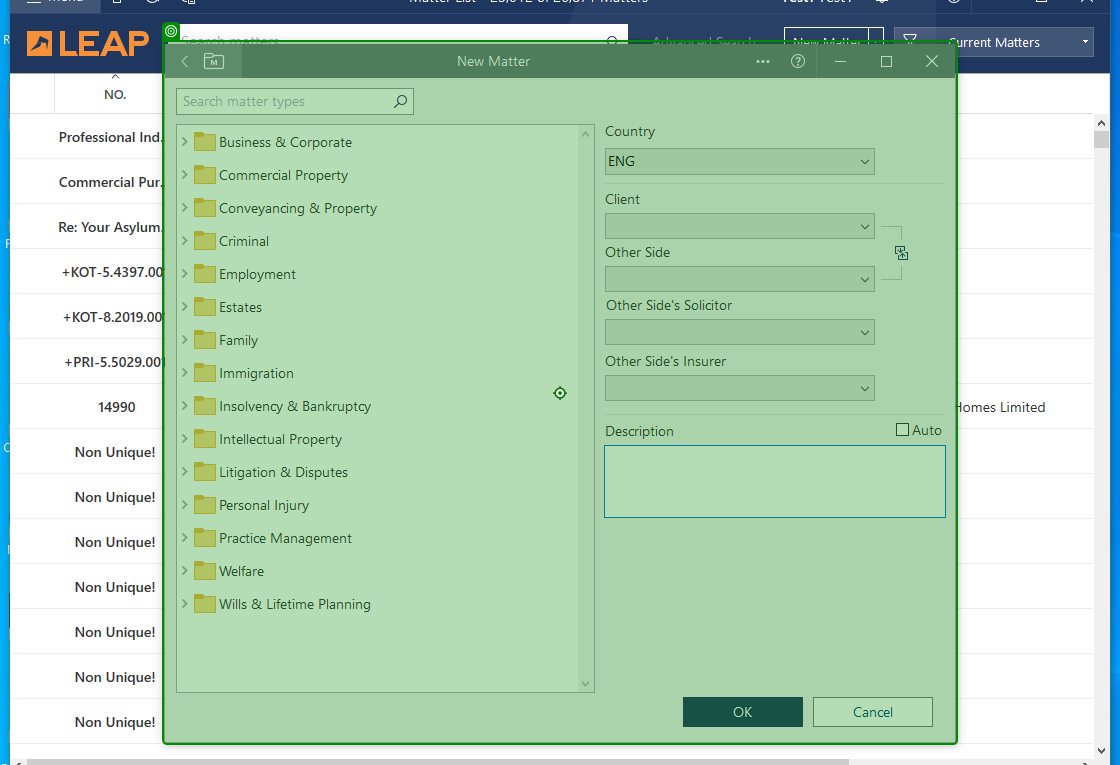 LEAP
Current Matters
New Matter
Search matter types
NO.
Professional Ind.
Commercial Pur.
Re: Your Asylum.
+KOT-5.4397.00
+KOT-8.2019.00
+PRI-5.5029.00
14990
Homes Limited
Non Unique!
Non Unique!
Non Unique!
Non Unique!
Non Unique!
Non Unique!
Non Unique!
Business & Corporate
Commercial Property
Conveyancing & Property
Criminal
Employment
Estates
Family
Immigration
Insolvency & Bankruptcy
Intellectual Property
Litigation & Disputes
Personal Injury
Practice Management
Welfare
Wills & Lifetime Planning
Country
ENG
Client
Other Side
Other Side's Solicitor
Other Side's Insurer
Description
Auto
OK
Cancel